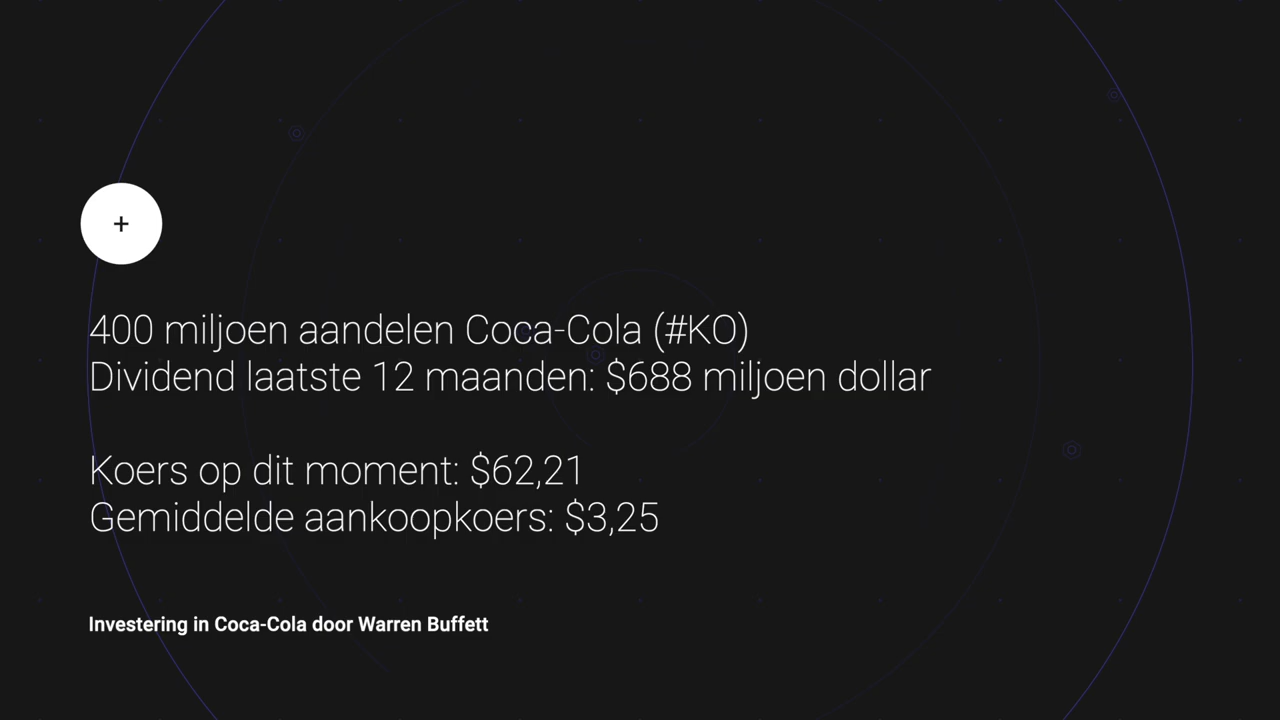 +
400 miljoen aandelen Coca-Cola (#KO)
Dividend laatste 12 maanden: $688 miljoen dollar
Koers op dit moment: $62,21
Gemiddelde aankoopkoers: $3,25
Investering in Coca-Cola door Warren Buffett